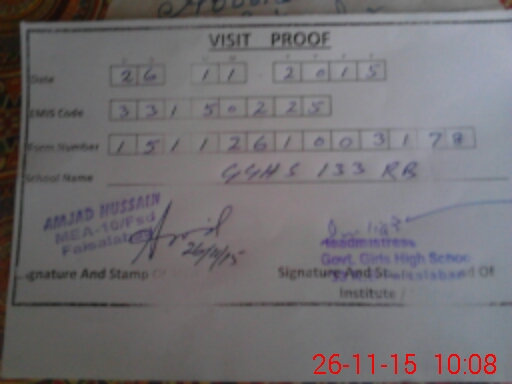 VISIT PROOF
Date 26 11 2015
EMIS Code 33150225
Form Number 1511261003178
School Name GGHS 133 RB
AMJAD HUSSAIN
MEA-10/Fsd
Faisalabad
26/11/15
Headmistress
Govt. Girls High School
Signature And Stamp Signature And Of
Institute /
26-11-15 10:08